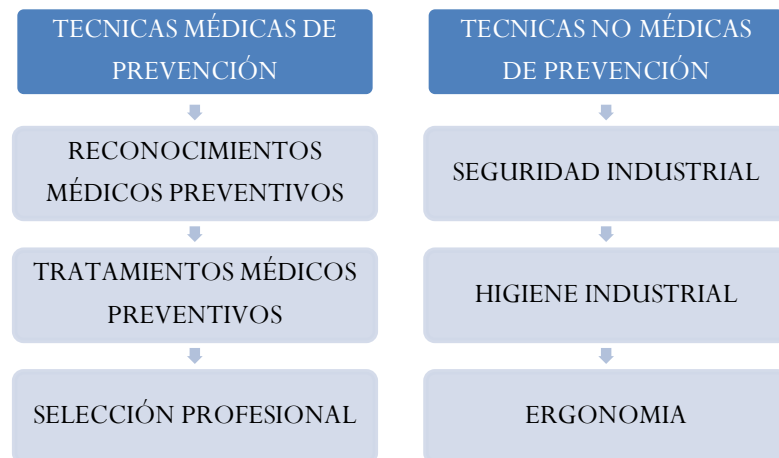 TECNICAS MÉDICAS DE
PREVENCIÓN
RECONOCIMIENTOS
MÉDICOS PREVENTIVOS
TRATAMIENTOS MÉDICOS
PREVENTIVOS
SELECCIÓN PROFESIONAL
TECNICAS NO MÉDICAS
DE PREVENCIÓN
SEGURIDAD INDUSTRIAL
HIGIENE INDUSTRIAL
ERGONOMIA